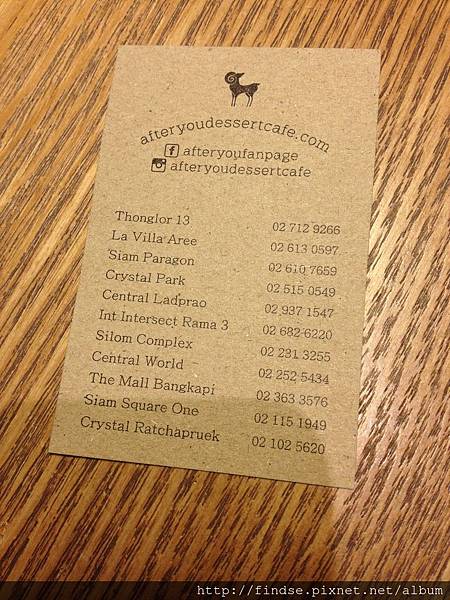 afteryoudessertcafe.com
afteryoufanpage
afteryoudessertcafe
Thonglor 13 02 712 9266
La Villa Aree 02 613 0597
Siam Paragon 02 610 7659
Crystal Park 02 515 0549
Central Ladprao 02 937 1547
Int Intersect Rama 3 02 682 6220
Silom Complex 02 231 3255
Central World 02 252 5434
The Mall Bangkapi 02 363 3576
Siam Square One 02 115 1949
Crystal Ratchapruek 02 102 5620
http://findse.pixnet.net/album